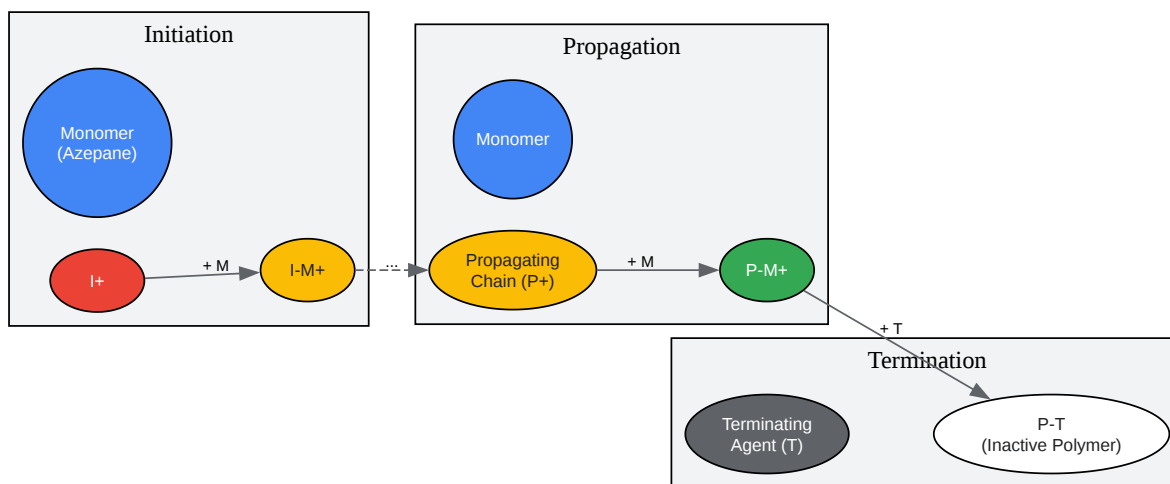 Initiation
Monomer
(Azepane)
I+
+ M
I-M+
...
Propagation
Monomer
Propagating
Chain (P+)
+ M
P-M+
+ T
Termination
Terminating
Agent (T)
P-T
(Inactive Polymer)